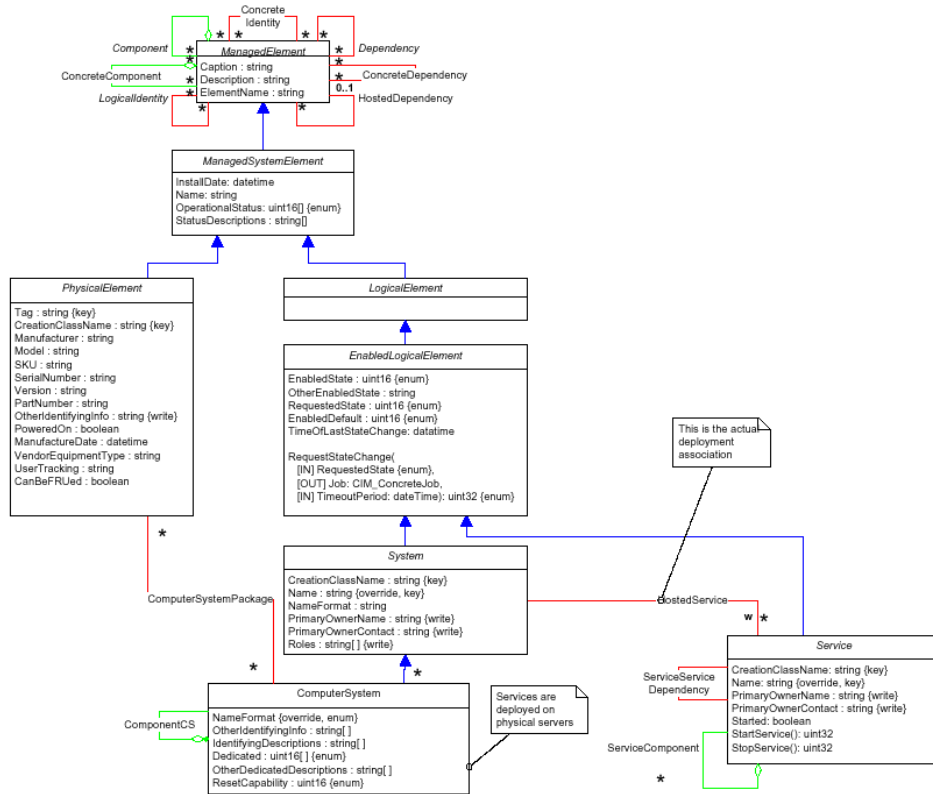 Concrete
Identity
Component
ConcreteComponent
LogicalIdentity
Dependency
ConcreteDependency
HostedDependency
0..1
* * * *
* *
* *
* *
* *
ManagedElement
Caption : string
Description : string
ElementName : string
ManagedSystemElement
InstallDate: datetime
Name: string
OperationalStatus: uint16[] {enum}
StatusDescriptions : string[]
PhysicalElement
Tag : string {key}
CreationClassName : string {key}
Manufacturer : string
Model : string
SKU : string
SerialNumber : string
Version : string
PartNumber : string
OtherIdentifyingInfo : string {write}
PoweredOn : boolean
ManufactureDate : datetime
VendorEquipmentType : string
UserTracking : string
CanBeFRUed : boolean
LogicalElement
EnabledLogicalElement
EnabledState : uint16 {enum}
OtherEnabledState : string
RequestedState : uint16 {enum}
EnabledDefault : uint16 {enum}
TimeOfLastStateChange: datatime
RequestStateChange(
[IN] RequestedState {enum},
[OUT] Job: CIM_ConcreteJob,
[IN] TimeoutPeriod: dateTime): uint32 {enum}
This is the actual
deployment
association
*
ComputerSystemPackage
*
System
CreationClassName : string {key}
Name : string {override, key}
NameFormat : string
PrimaryOwnerName : string {write}
PrimaryOwnerContact : string {write}
Roles : string[ ] {write}
*
HostedService
w *
ComputerSystem
NameFormat {override, enum}
OtherIdentifyingInfo : string[ ]
IdentifyingDescriptions : string[ ]
Dedicated : uint16[ ] {enum}
OtherDedicatedDescriptions : string[ ]
ResetCapability : uint16 {enum}
ComponentCS
Services are
deployed on
physical servers
Service
CreationClassName: string {key}
Name: string {override, key}
PrimaryOwnerName : string {write}
PrimaryOwnerContact : string {write}
Started: boolean
StartService(): uint32
StopService(): uint32
ServiceService
Dependency
ServiceComponent
*